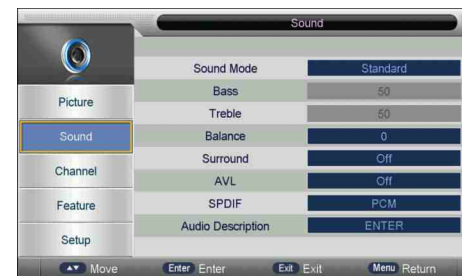 Sound
Picture
Sound
Channel
Feature
Setup
Sound Mode Standard
Bass 50
Treble 50
Balance 0
Surround Off
AVL Off
SPDIF PCM
Audio Description ENTER
Move Enter Enter Exit Exit Menu Return